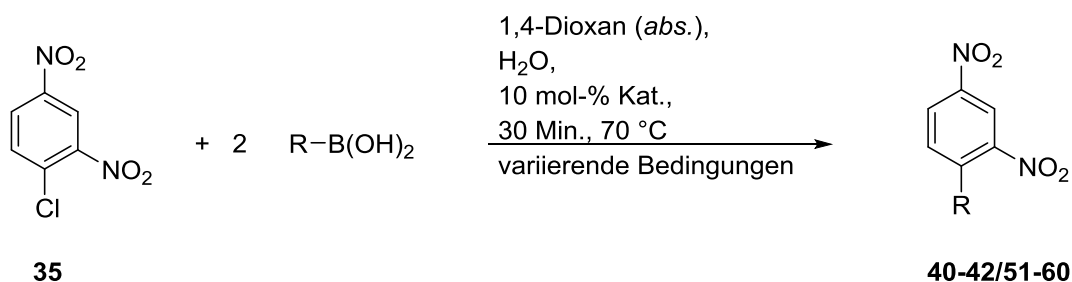 NO₂
NO₂
Cl
35
+ 2 R–B(OH)₂
1,4-Dioxan (abs.),
H₂O,
10 mol-% Kat.,
30 Min., 70 °C
variierende Bedingungen
NO₂
NO₂
R
40-42/51-60